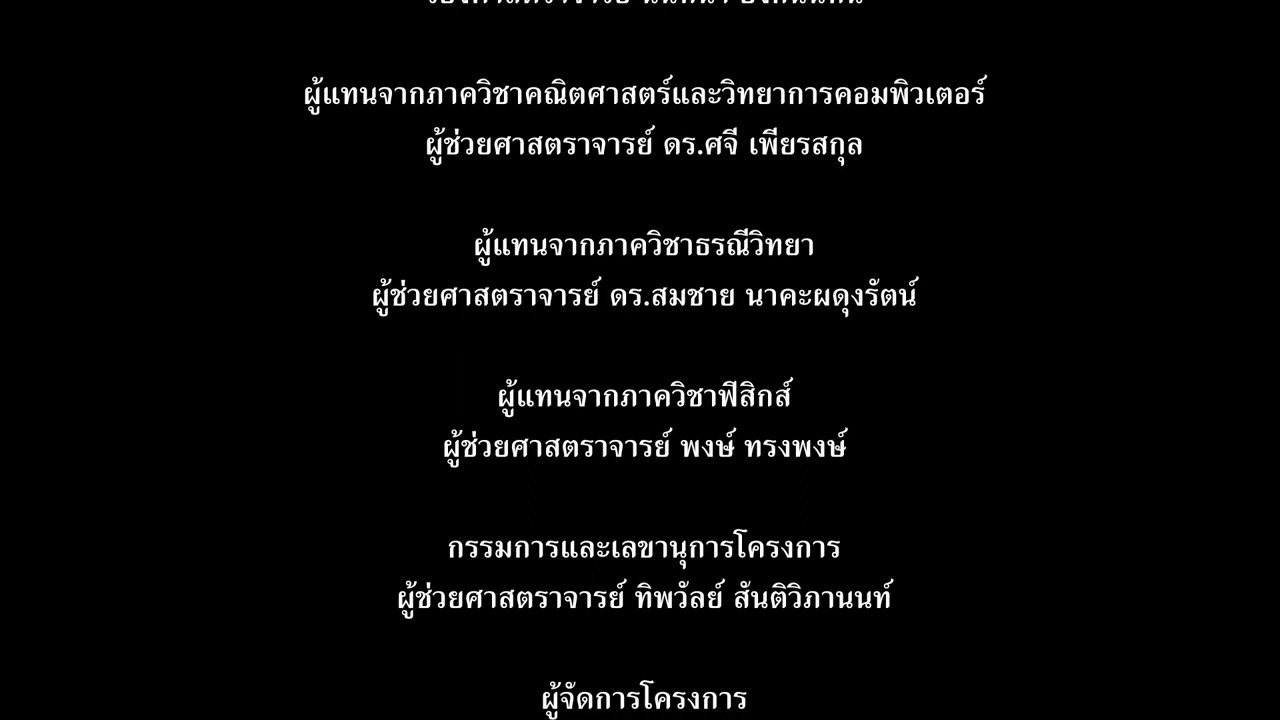 ผู้แทนจากภาควิชาคณิตศาสตร์และวิทยาการคอมพิวเตอร์
ผู้ช่วยศาสตราจารย์ ดร.ศจี เพียรสกุล
ผู้แทนจากภาควิชาธรณีวิทยา
ผู้ช่วยศาสตราจารย์ ดร.สมชาย นาคะผดุงรัตน์
ผู้แทนจากภาควิชาฟิสิกส์
ผู้ช่วยศาสตราจารย์ พงษ์ ทรงพงษ์
กรรมการและเลขานุการโครงการ
ผู้ช่วยศาสตราจารย์ ทิพวัลย์ สันติวิภานนท์
ผู้จัดการโครงการ